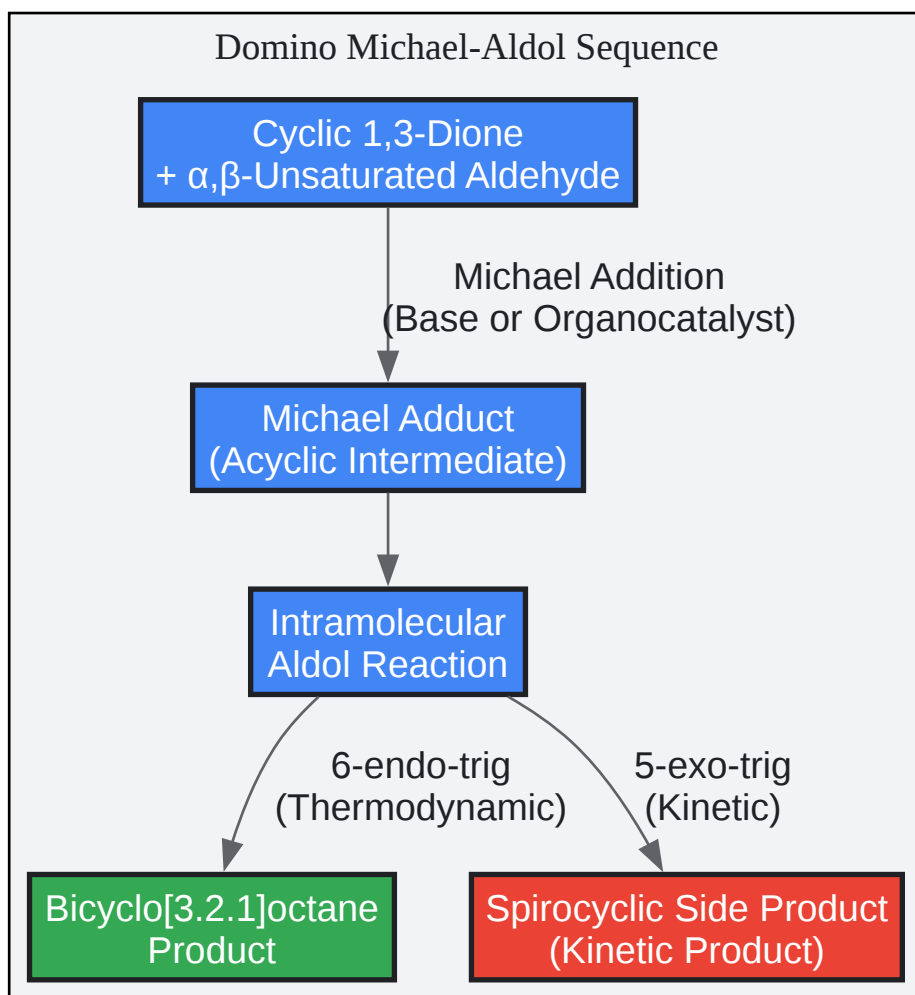 Domino Michael-Aldol Sequence
Cyclic 1,3-Dione
+ α,β-Unsaturated Aldehyde
Michael Addition
(Base or Organocatalyst)
Michael Adduct
(Acyclic Intermediate)
Intramolecular
Aldol Reaction
6-endo-trig
(Thermodynamic)
5-exo-trig
(Kinetic)
Bicyclo[3.2.1]octane
Product
Spirocyclic Side Product
(Kinetic Product)